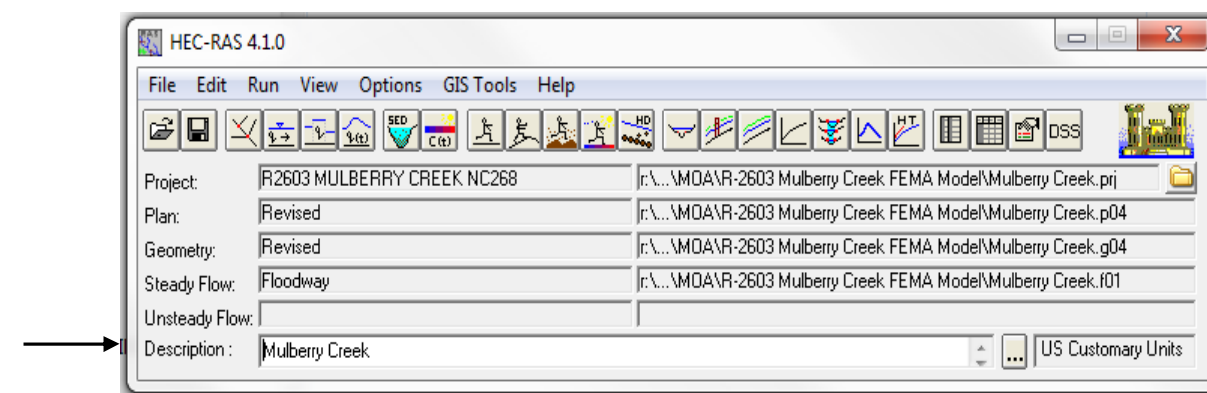 HEC-RAS 4.1.0
File Edit Run View Options GIS Tools Help
SED C(t) HD HT DSS
Project: R2603 MULBERRY CREEK NC268 r:\...\MOA\R-2603 Mulberry Creek FEMA Model\Mulberry Creek.prj
Plan: Revised r:\...\MOA\R-2603 Mulberry Creek FEMA Model\Mulberry Creek.p04
Geometry: Revised r:\...\MOA\R-2603 Mulberry Creek FEMA Model\Mulberry Creek.g04
Steady Flow: Floodway r:\...\MOA\R-2603 Mulberry Creek FEMA Model\Mulberry Creek.f01
Unsteady Flow:
Description : Mulberry Creek ... US Customary Units